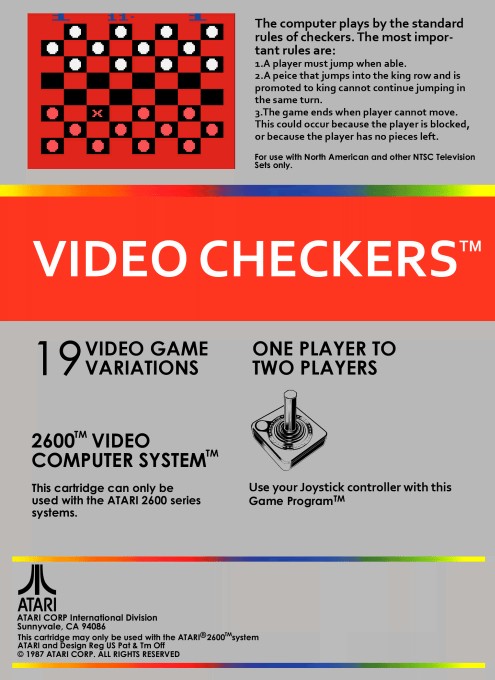 1 11: 1
The computer plays by the standard
rules of checkers. The most impor-
tant rules are:
1.A player must jump when able.
2.A peice that jumps into the king row and is
promoted to king cannot continue jumping in
the same turn.
3.The game ends when player cannot move.
This could occur because the player is blocked,
or because the player has no pieces left.
For use with North American and other NTSC Television
Sets only.
VIDEO CHECKERS™
19 VIDEO GAME
VARIATIONS
ONE PLAYER TO
TWO PLAYERS
2600™ VIDEO
COMPUTER SYSTEM™
This cartridge can only be
used with the ATARI 2600 series
systems.
Use your Joystick controller with this
Game Program™
ATARI
ATARI CORP International Division
Sunnyvale, CA 94086
This cartridge may only be used with the ATARI®2600™system
ATARI and Design Reg US Pat & Tm Off
© 1987 ATARI CORP. ALL RIGHTS RESERVED